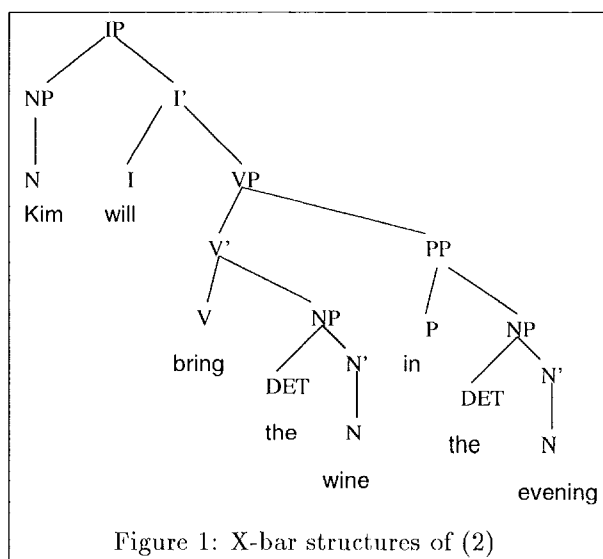 IP
NP I'
N I VP
Kim will
V' PP
V NP P NP
bring DET N' in DET N'
the N the N
wine evening
Figure 1: X-bar structures of (2)